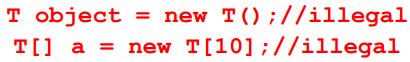 T object = new T();//illegal
T[] a = new T[10];//illegal